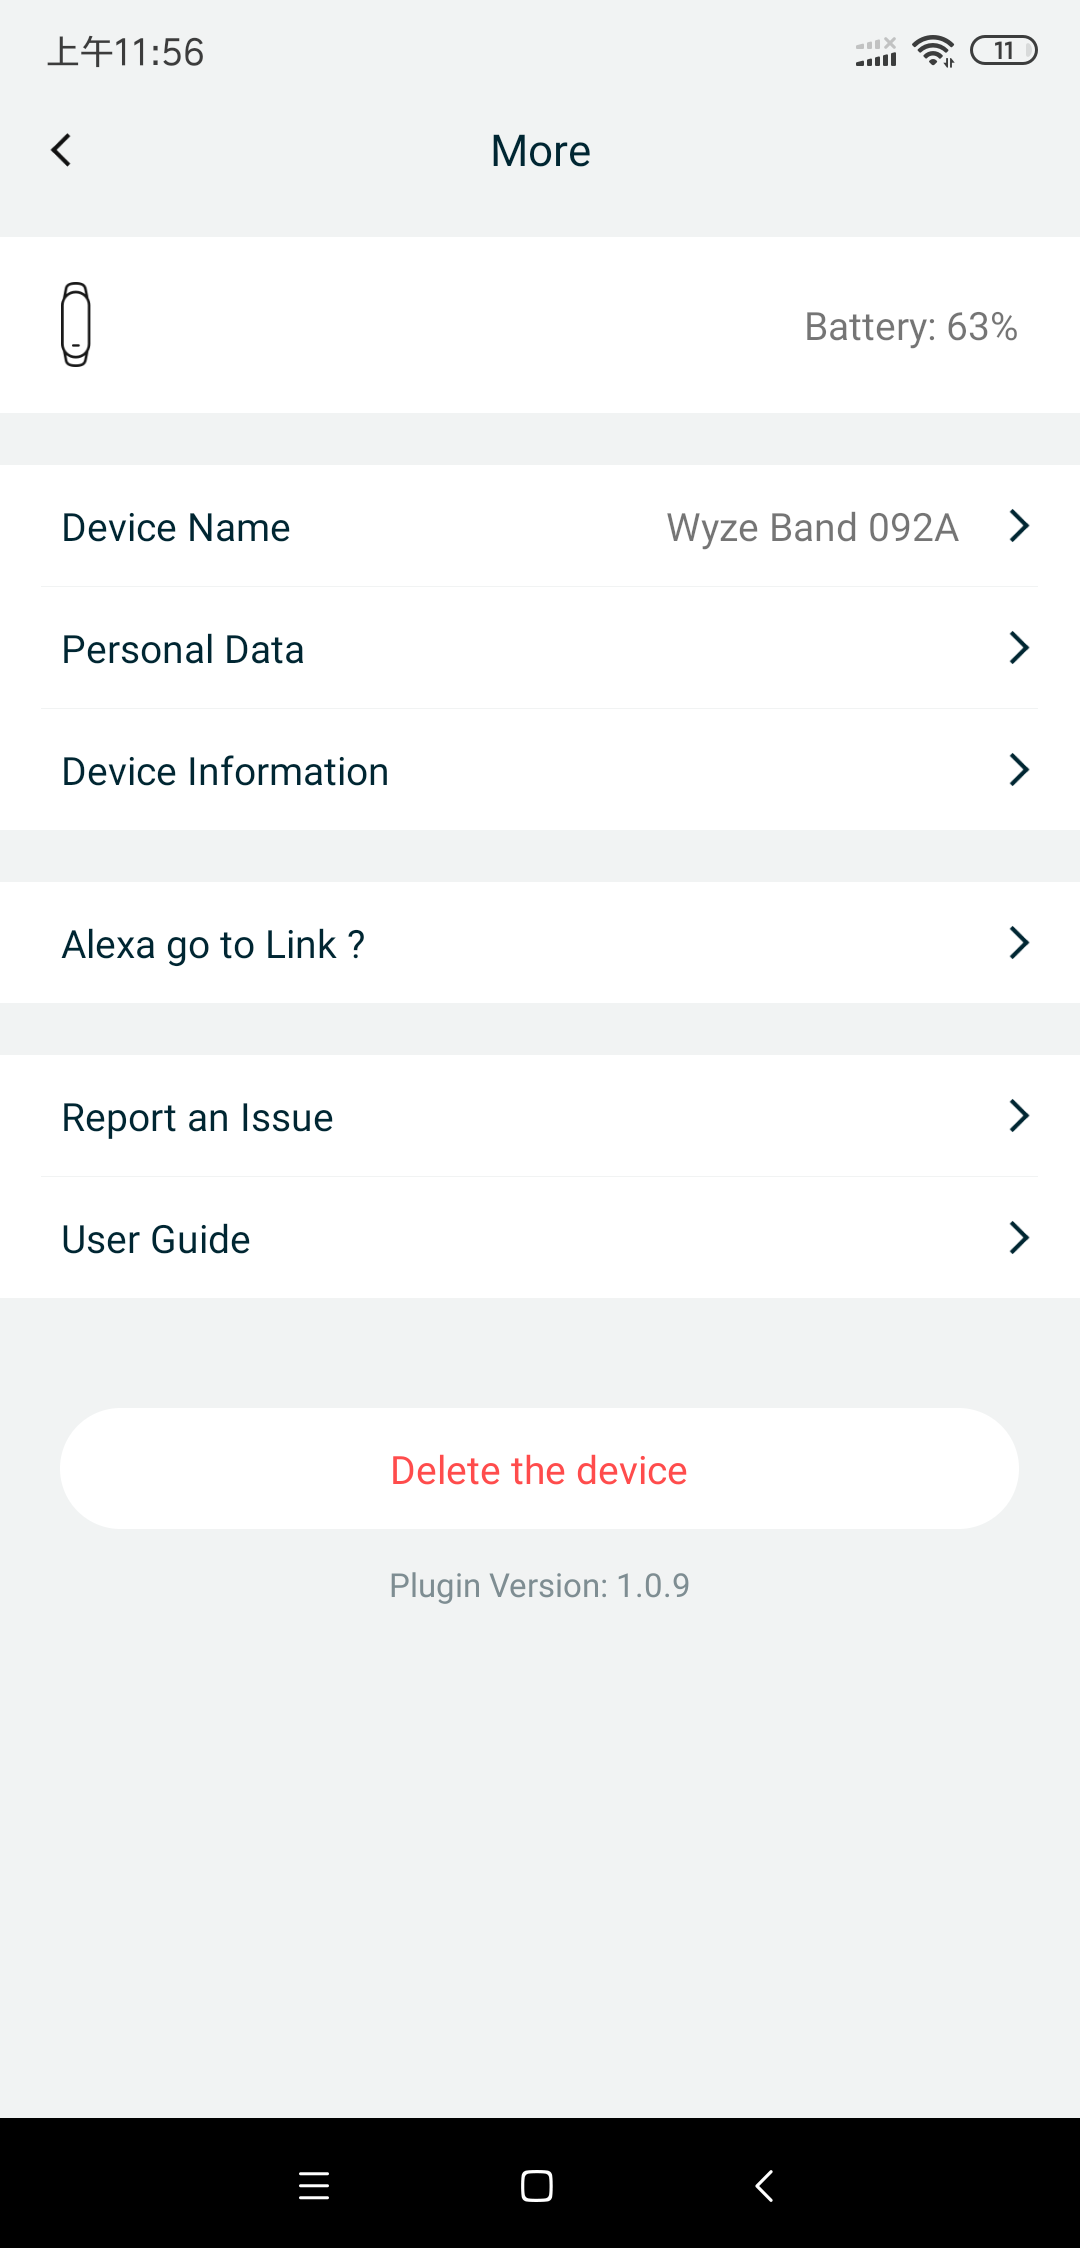 上午11:56
11
More
Battery: 63%
Device Name Wyze Band 092A
Personal Data
Device Information
Alexa go to Link ?
Report an Issue
User Guide
Delete the device
Plugin Version: 1.0.9